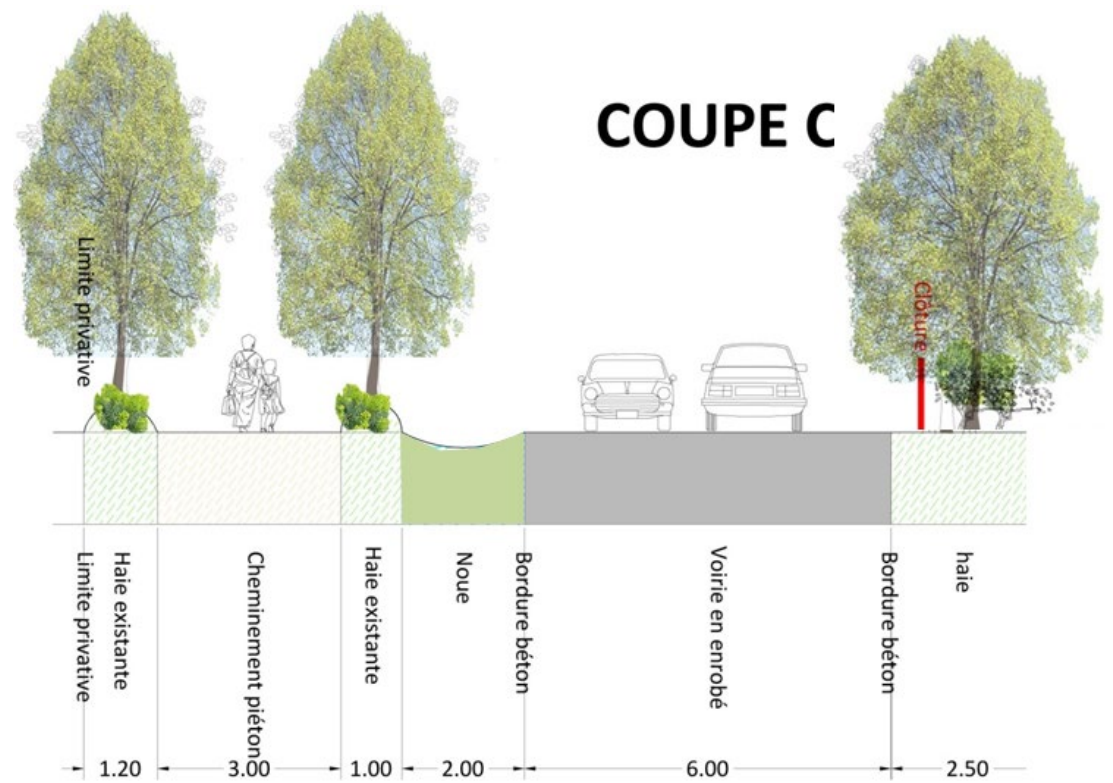 COUPE C
Limite privative
Clôture
Limite privative
Haie existante
Cheminement piéton
Haie existante
Noue
Bordure béton
Voirie en enrobé
Bordure béton
haie
1.20
3.00
1.00
2.00
6.00
2.50